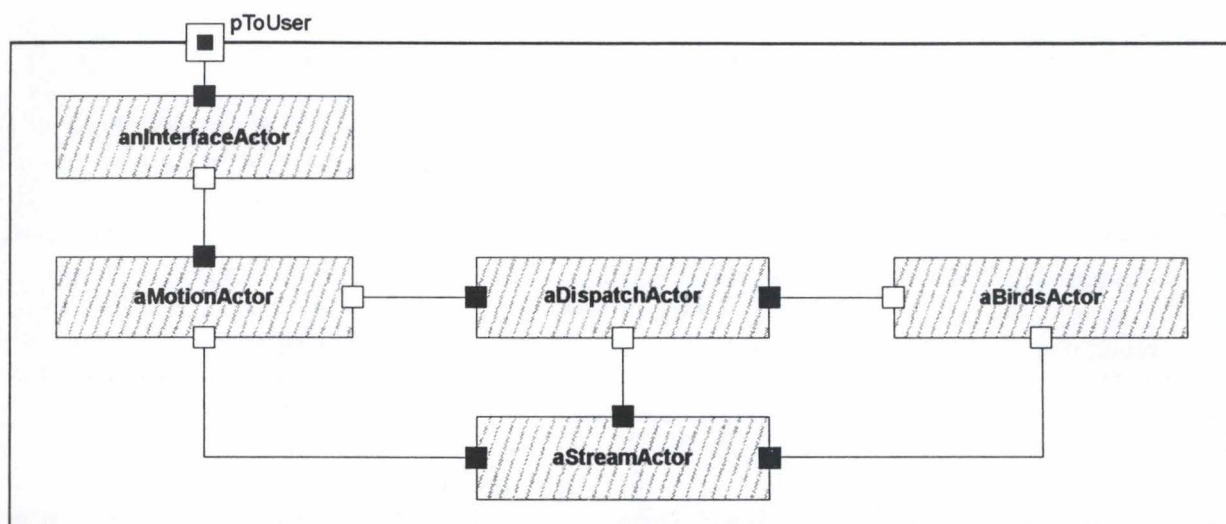 pToUser
anInterfaceActor
aMotionActor
aDispatchActor
aBirdsActor
aStreamActor